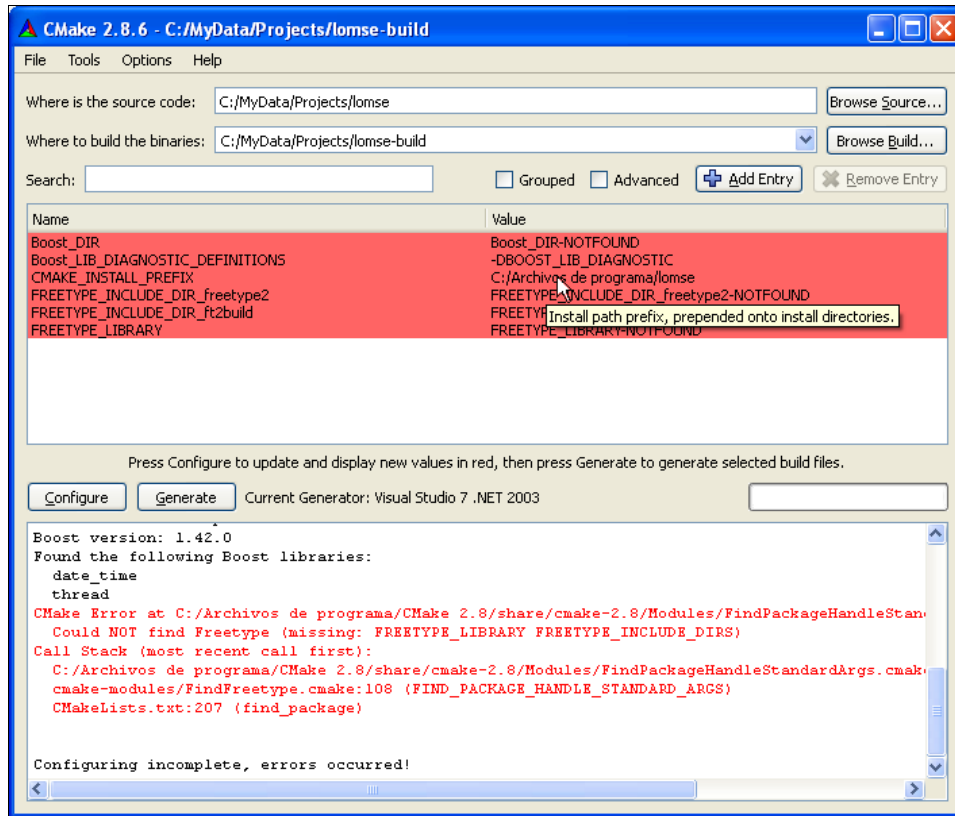 CMake 2.8.6 - C:/MyData/Projects/lomse-build
File Tools Options Help
Where is the source code: C:/MyData/Projects/lomse Browse Source...
Where to build the binaries: C:/MyData/Projects/lomse-build Browse Build...
Search: Grouped Advanced Add Entry Remove Entry
Name Value
Boost_DIR Boost_DIR-NOTFOUND
Boost_LIB_DIAGNOSTIC_DEFINITIONS -DBOOST_LIB_DIAGNOSTIC
CMAKE_INSTALL_PREFIX C:/Archivos de programa/lomse
FREETYPE_INCLUDE_DIR_freetype2 FREETYPE_INCLUDE_DIR_freetype2-NOTFOUND
FREETYPE_INCLUDE_DIR_ft2build
Install path prefix, prepended onto install directories.
FREETYPE_LIBRARY FREETYPE_LIBRARY-NOTFOUND
Press Configure to update and display new values in red, then press Generate to generate selected build files.
Configure Generate Current Generator: Visual Studio 7 .NET 2003
Boost version: 1.42.0
Found the following Boost libraries:
date_time
thread
CMake Error at C:/Archivos de programa/CMake 2.8/share/cmake-2.8/Modules/FindPackageHandleStan
Could NOT find Freetype (missing: FREETYPE_LIBRARY FREETYPE_INCLUDE_DIRS)
Call Stack (most recent call first):
C:/Archivos de programa/CMake 2.8/share/cmake-2.8/Modules/FindPackageHandleStandardArgs.cmak
cmake-modules/FindFreetype.cmake:108 (FIND_PACKAGE_HANDLE_STANDARD_ARGS)
CMakeLists.txt:207 (find_package)
Configuring incomplete, errors occurred!